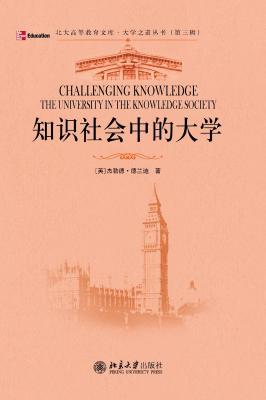 Education
北大高等教育文库·大学之道丛书（第三辑）
CHALLENGING KNOWLEDGE
THE UNIVERSITY IN THE KNOWLEDGE SOCIETY
知识社会中的大学
[英]杰勒德·德兰迪 著
北京大学出版社
PEKING UNIVERSITY PRESS